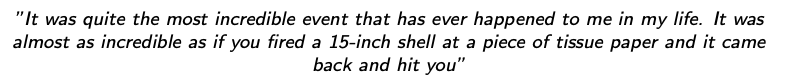 "It was quite the most incredible event that has ever happened to me in my life. It was
almost as incredible as if you fired a 15-inch shell at a piece of tissue paper and it came
back and hit you"